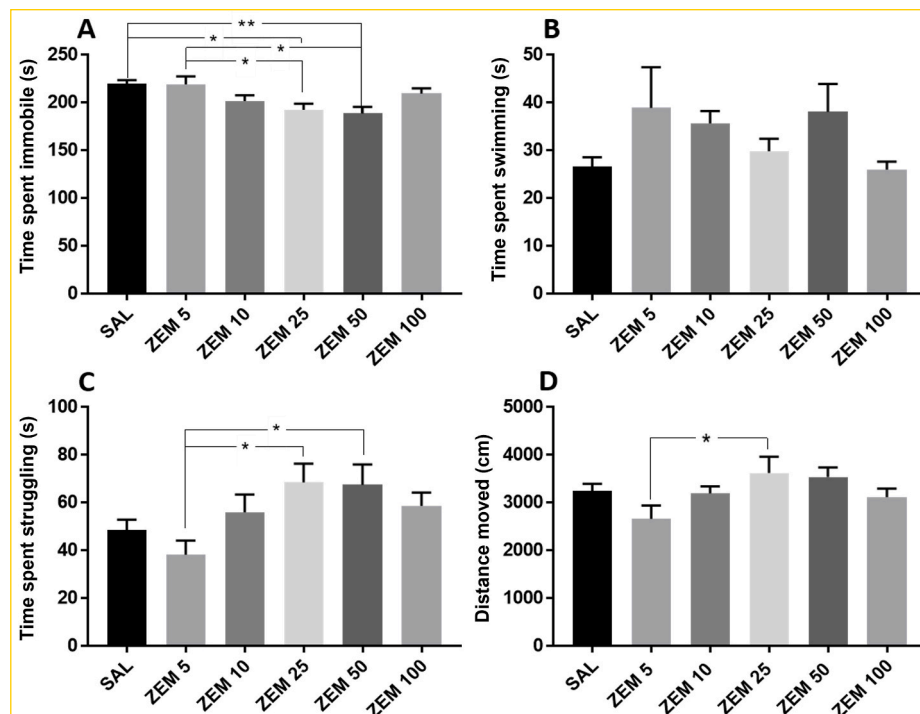 A
**
*
*
*
Time spent immobile (s)
250
200
150
100
50
0
SAL
ZEM 5
ZEM 10
ZEM 25
ZEM 50
ZEM 100
B
Time spent swimming (s)
50
40
30
20
10
0
SAL
ZEM 5
ZEM 10
ZEM 25
ZEM 50
ZEM 100
C
*
*
Time spent struggling (s)
100
80
60
40
20
0
SAL
ZEM 5
ZEM 10
ZEM 25
ZEM 50
ZEM 100
D
*
Distance moved (cm)
5000
4000
3000
2000
1000
0
SAL
ZEM 5
ZEM 10
ZEM 25
ZEM 50
ZEM 100